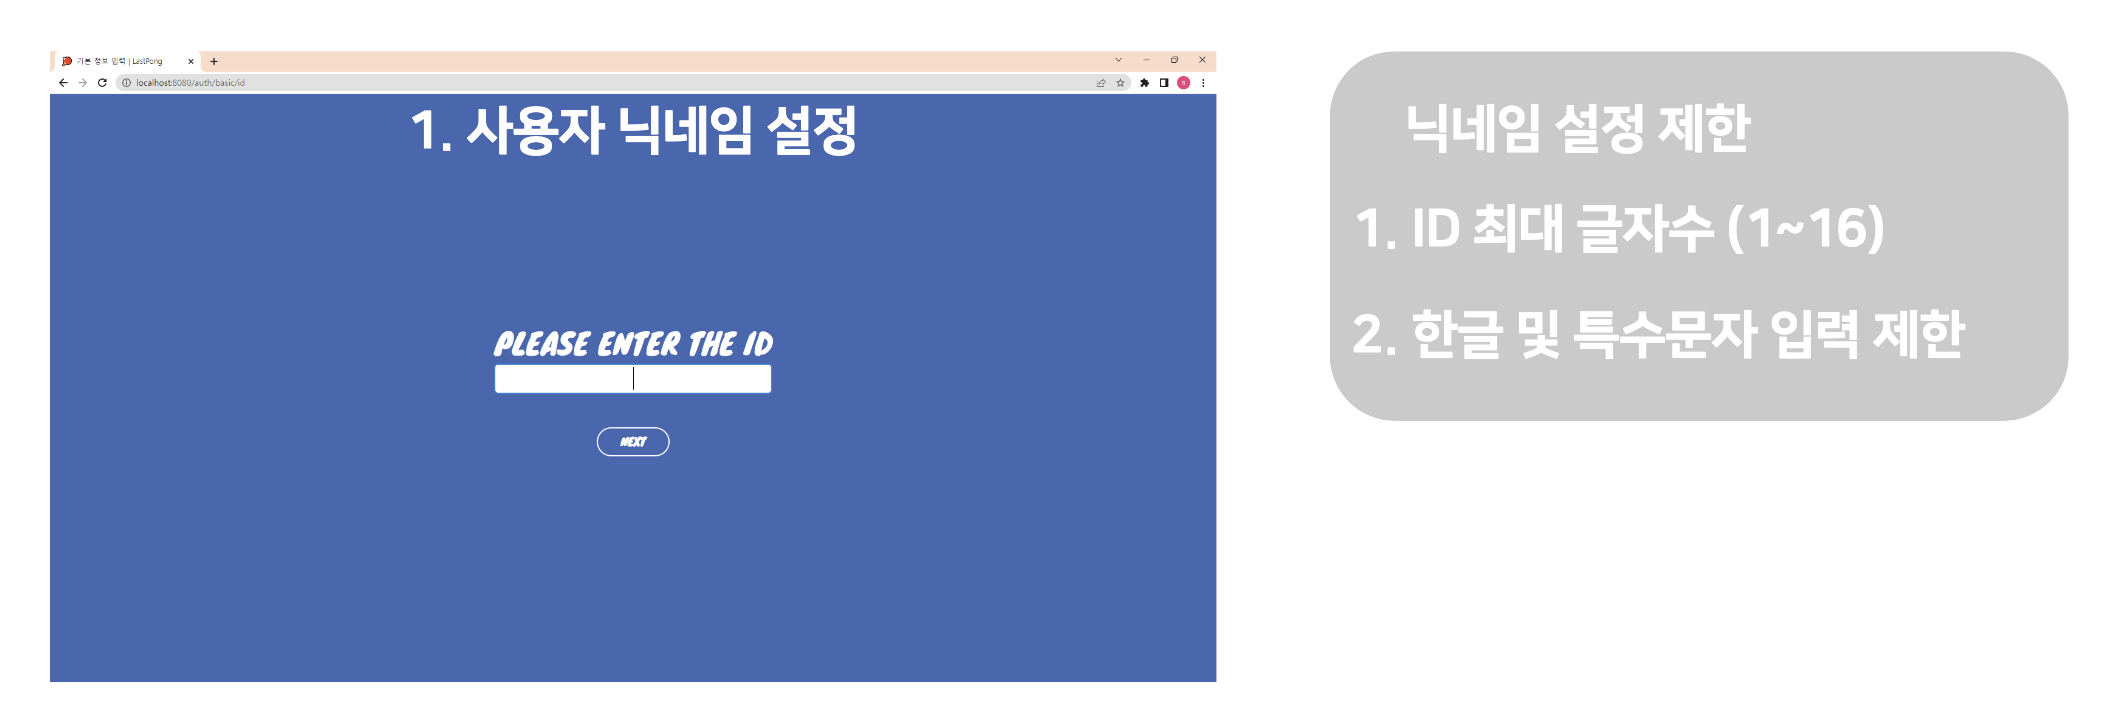 기본 정보 입력 | LastPong
localhost:8080/auth/basic/id
1. 사용자 닉네임 설정
PLEASE ENTER THE ID
NEXT
닉네임 설정 제한
1. ID 최대 글자수 (1~16)
2. 한글 및 특수문자 입력 제한